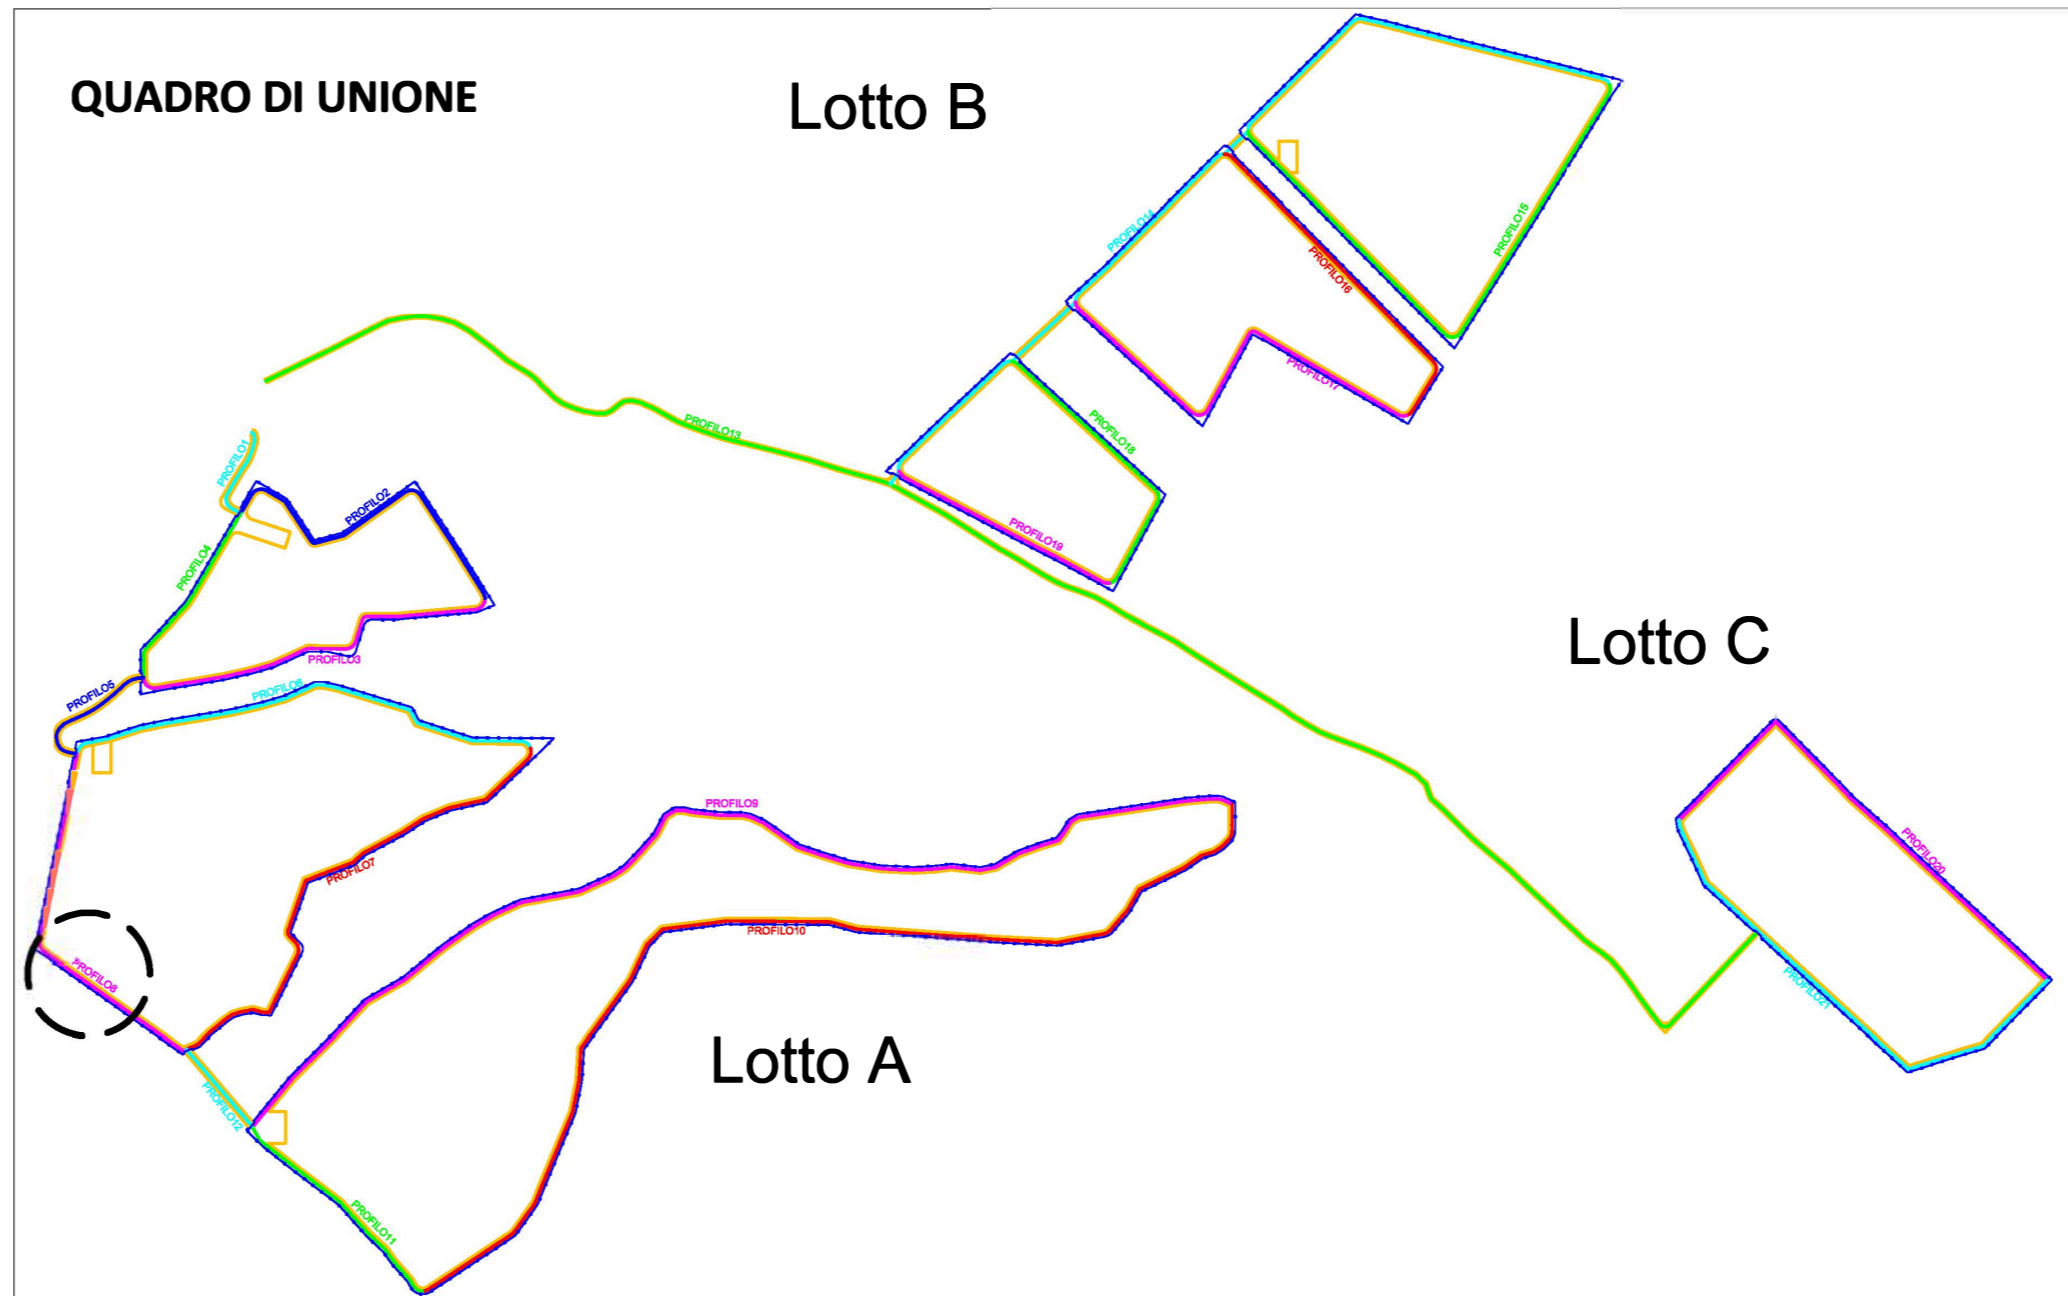 QUADRO DI UNIONE
Lotto B
PROFILO14
PROFILO15
PROFILO16
PROFILO17
PROFILO13
PROFILO18
PROFILO1
PROFILO2
PROFILO19
PROFILO4
Lotto C
PROFILO3
PROFILO5
PROFILO6
PROFILO9
PROFILO20
PROFILO7
PROFILO10
PROFILO8
PROFILO21
Lotto A
PROFILO12
PROFILO11